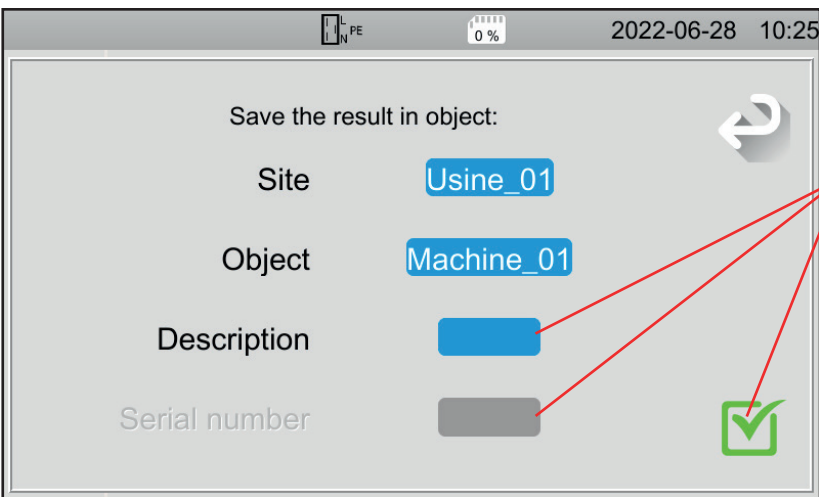 L
N PE
0 % 2022-06-28 10:25
Save the result in object:
Site Usine_01
Object Machine_01
Description
Serial number